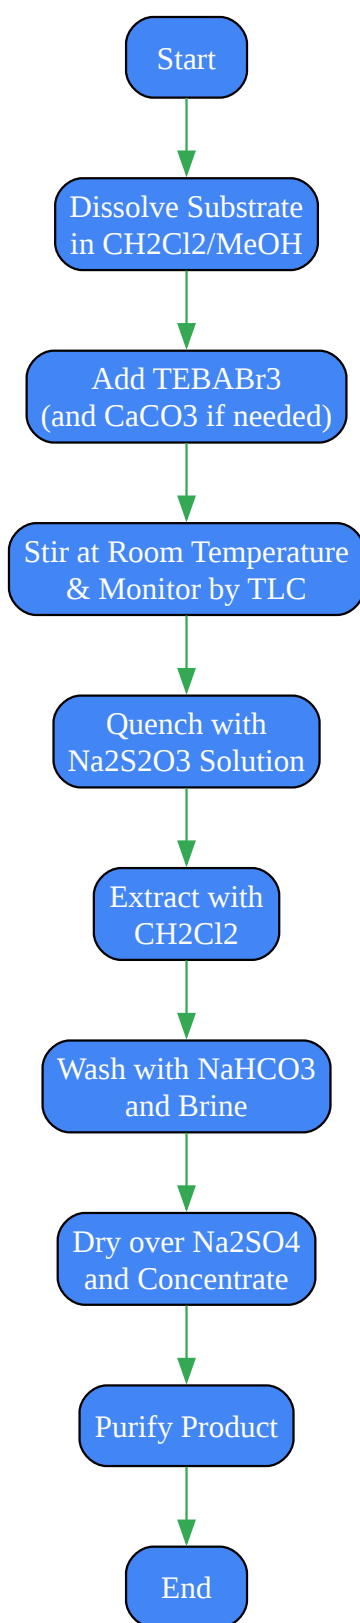 Start
Dissolve Substrate
in CH2Cl2/MeOH
Add TEBABr3
(and CaCO3 if needed)
Stir at Room Temperature
& Monitor by TLC
Quench with
Na2S2O3 Solution
Extract with
CH2Cl2
Wash with NaHCO3
and Brine
Dry over Na2SO4
and Concentrate
Purify Product
End